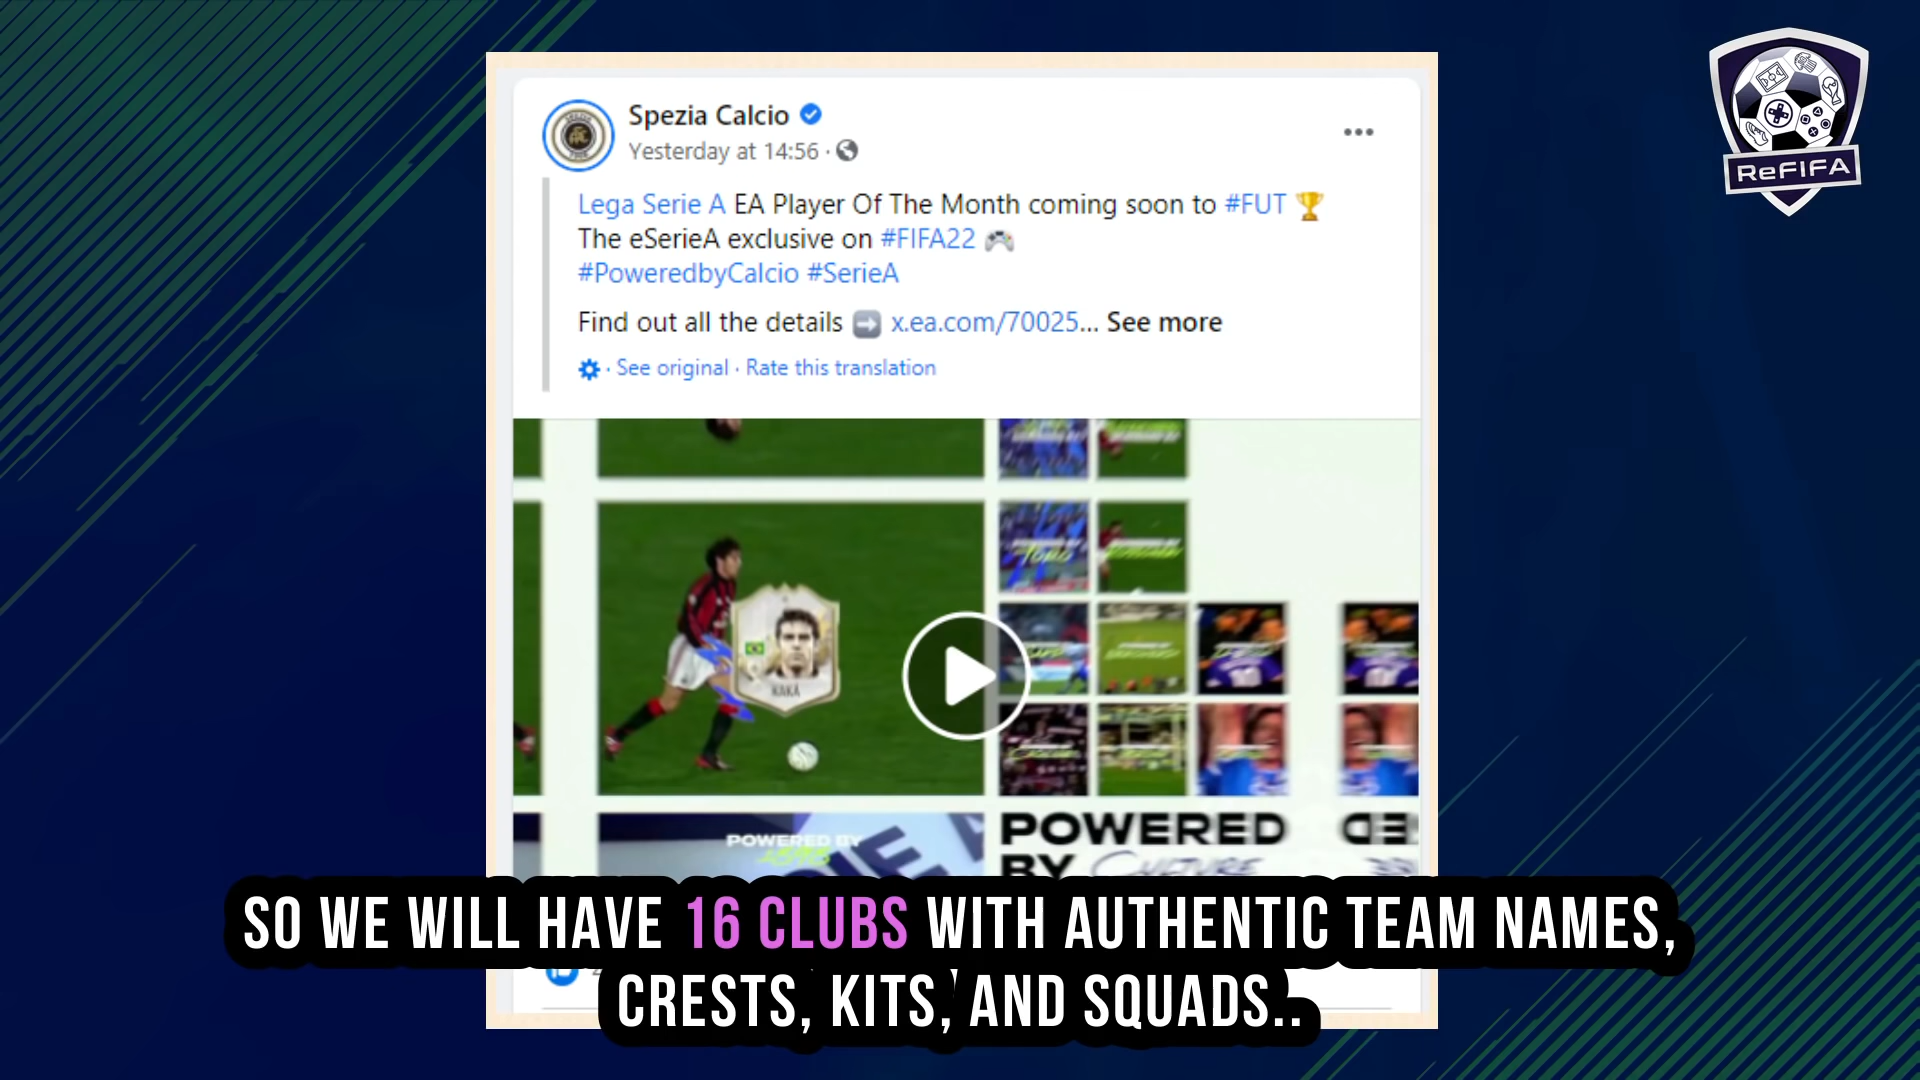 Spezia Calcio
Yesterday at 14:56 ·
Lega Serie A EA Player Of The Month coming soon to #FUT 🏆
The eSerieA exclusive on #FIFA22 🎮
#PoweredbyCalcio #SerieA
Find out all the details ➡️ x.ea.com/70025... See more
· See original · Rate this translation
ReFIFA
KAKÁ
POWERED BY
POWERED
BY CULTURE
SO WE WILL HAVE 16 CLUBS WITH AUTHENTIC TEAM NAMES,
CRESTS, KITS, AND SQUADS..